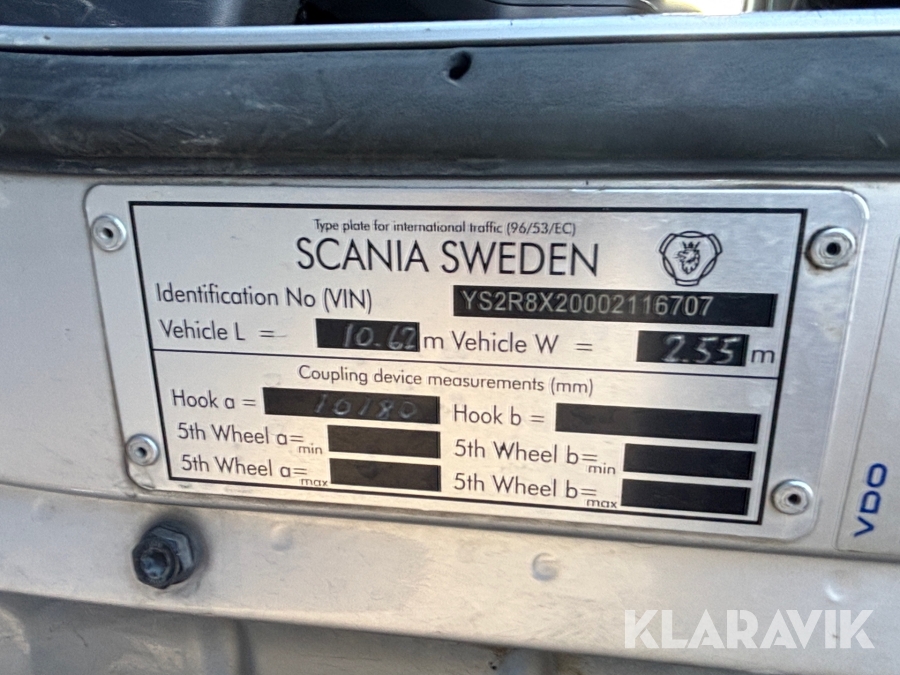 Type plate for international traffic (96/53/EC)
SCANIA SWEDEN
Identification No (VIN) YS2R8X20002116707
Vehicle L = 10.62 m Vehicle W = 2.55 m
Coupling device measurements (mm)
Hook a = 10180 Hook b =
5th Wheel a= min 5th Wheel b= min
5th Wheel a= max 5th Wheel b= max
VDO
KLARAVIK